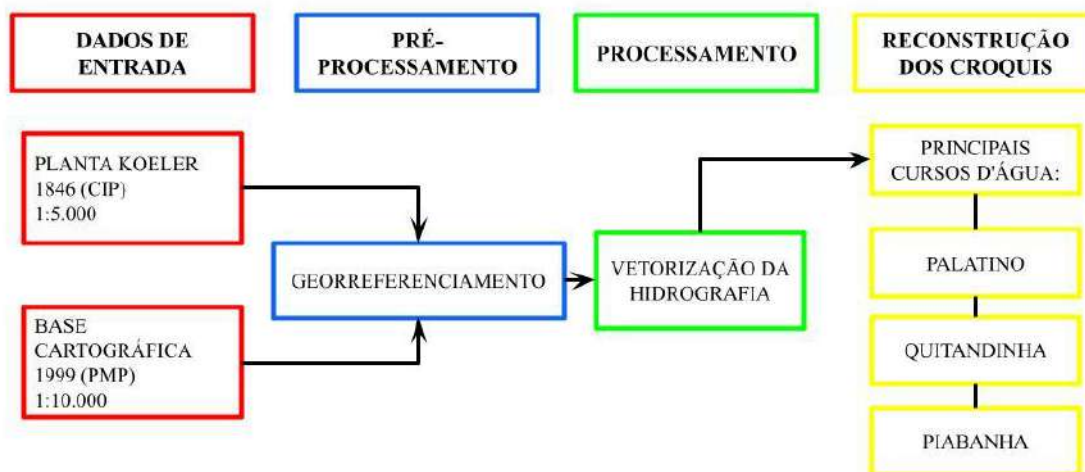 DADOS DE
ENTRADA
PRÉ-
PROCESSAMENTO
PROCESSAMENTO
RECONSTRUÇÃO
DOS CROQUIS
PLANTA KOELER
1846 (CIP)
1:5.000
BASE
CARTOGRÁFICA
1999 (PMP)
1:10.000
GEORREFERENCIAMENTO
VETORIZAÇÃO DA
HIDROGRAFIA
PRINCIPAIS
CURSOS D'ÁGUA:
PALATINO
QUITANDINHA
PIABANHA